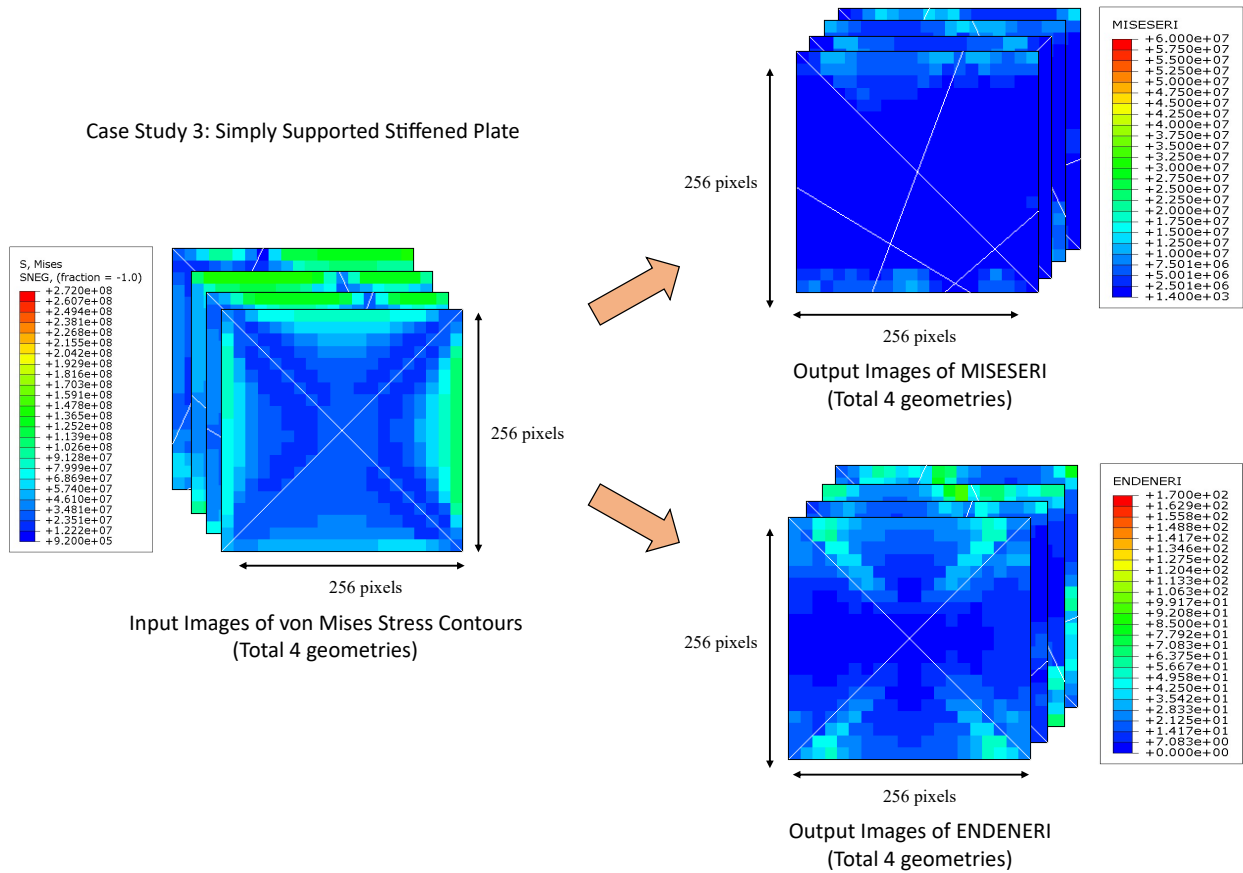 Case Study 3: Simply Supported Stiffened Plate
S, Mises
SNEG, (fraction = -1.0)
+2.720e+08
+2.607e+08
+2.494e+08
+2.381e+08
+2.268e+08
+2.155e+08
+2.042e+08
+1.929e+08
+1.816e+08
+1.703e+08
+1.591e+08
+1.478e+08
+1.365e+08
+1.252e+08
+1.139e+08
+1.026e+08
+9.128e+07
+7.999e+07
+6.869e+07
+5.740e+07
+4.610e+07
+3.481e+07
+2.351e+07
+1.222e+07
+9.200e+05
256 pixels
256 pixels
Input Images of von Mises Stress Contours
(Total 4 geometries)
256 pixels
256 pixels
Output Images of MISESERI
(Total 4 geometries)
MISESERI
+6.000e+07
+5.750e+07
+5.500e+07
+5.250e+07
+5.000e+07
+4.750e+07
+4.500e+07
+4.250e+07
+4.000e+07
+3.750e+07
+3.500e+07
+3.250e+07
+3.000e+07
+2.750e+07
+2.500e+07
+2.250e+07
+2.000e+07
+1.750e+07
+1.500e+07
+1.250e+07
+1.000e+07
+7.501e+06
+5.001e+06
+2.501e+06
+1.400e+03
256 pixels
256 pixels
Output Images of ENDENERI
(Total 4 geometries)
ENDENERI
+1.700e+02
+1.629e+02
+1.558e+02
+1.488e+02
+1.417e+02
+1.346e+02
+1.275e+02
+1.204e+02
+1.133e+02
+1.063e+02
+9.917e+01
+9.208e+01
+8.500e+01
+7.792e+01
+7.083e+01
+6.375e+01
+5.667e+01
+4.958e+01
+4.250e+01
+3.542e+01
+2.833e+01
+2.125e+01
+1.417e+01
+7.083e+00
+0.000e+00